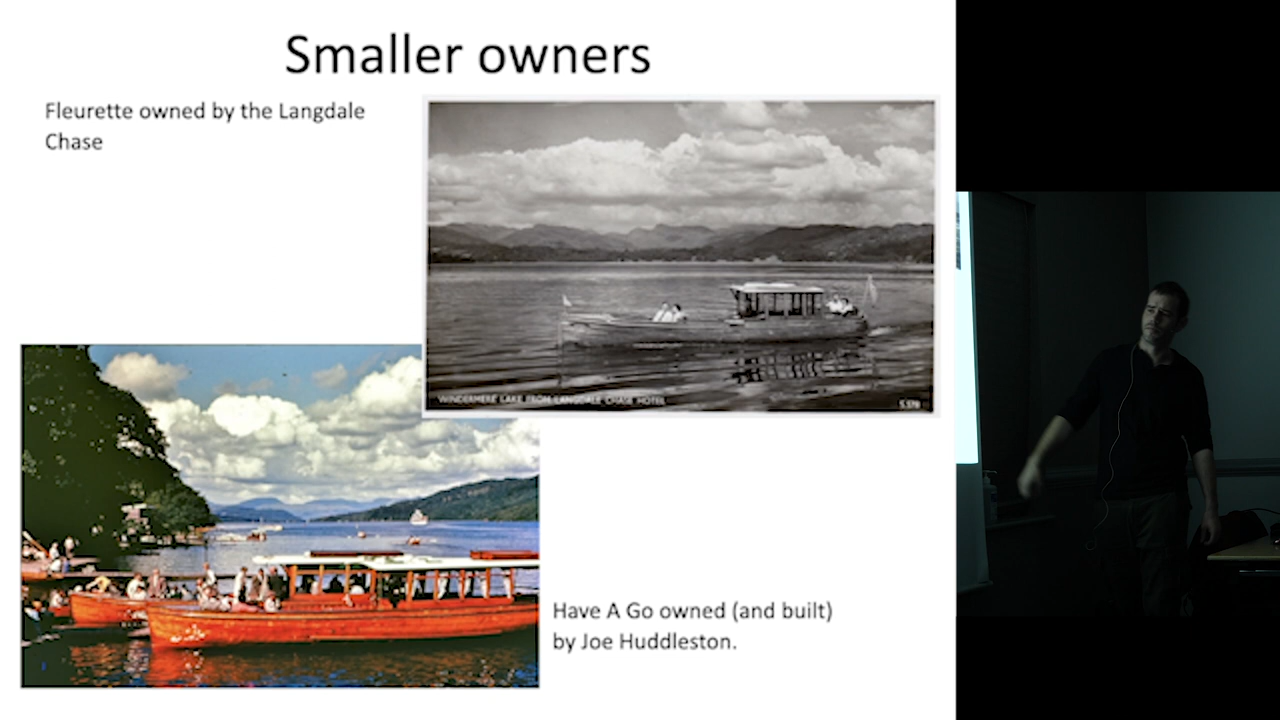 Smaller owners
Fleurette owned by the Langdale
Chase
WINDERMERE LAKE FROM LANGDALE CHASE HOTEL
Have A Go owned (and built)
by Joe Huddleston.